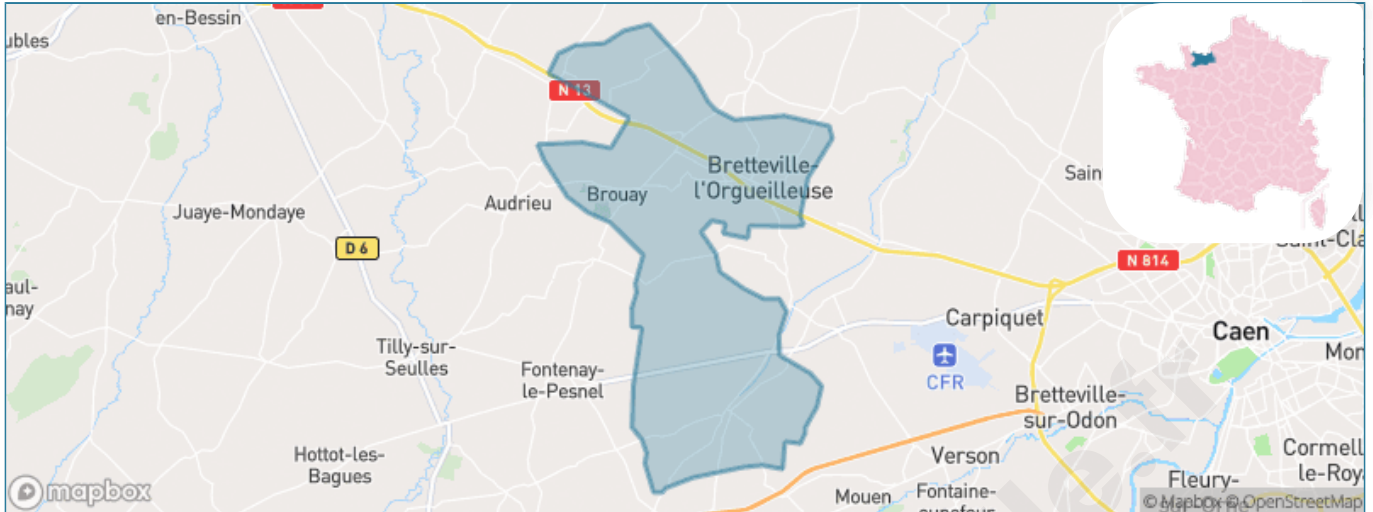 en-Bessin
ubles
N 13
Bretteville-
l'Orgueilleuse
Sain
Brouay
Audrieu
Juaye-Mondaye
D 6
N 814
aul-
nay
Carpiquet
Caen
Tilly-sur-
Seulles
Mon
Fontenay-
le-Pesnel
CFR
Bretteville-
sur-Odon
Hottot-les-
Bagues
Verson
Cormell
le-Roy
Fleury-
Mouen
Fontaine-
mapbox
© Mapbox © OpenStreetMap